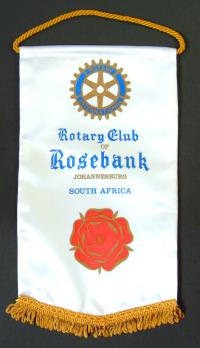 Rotary Club
OF
Rosebank
JOHANNESBURG
SOUTH AFRICA